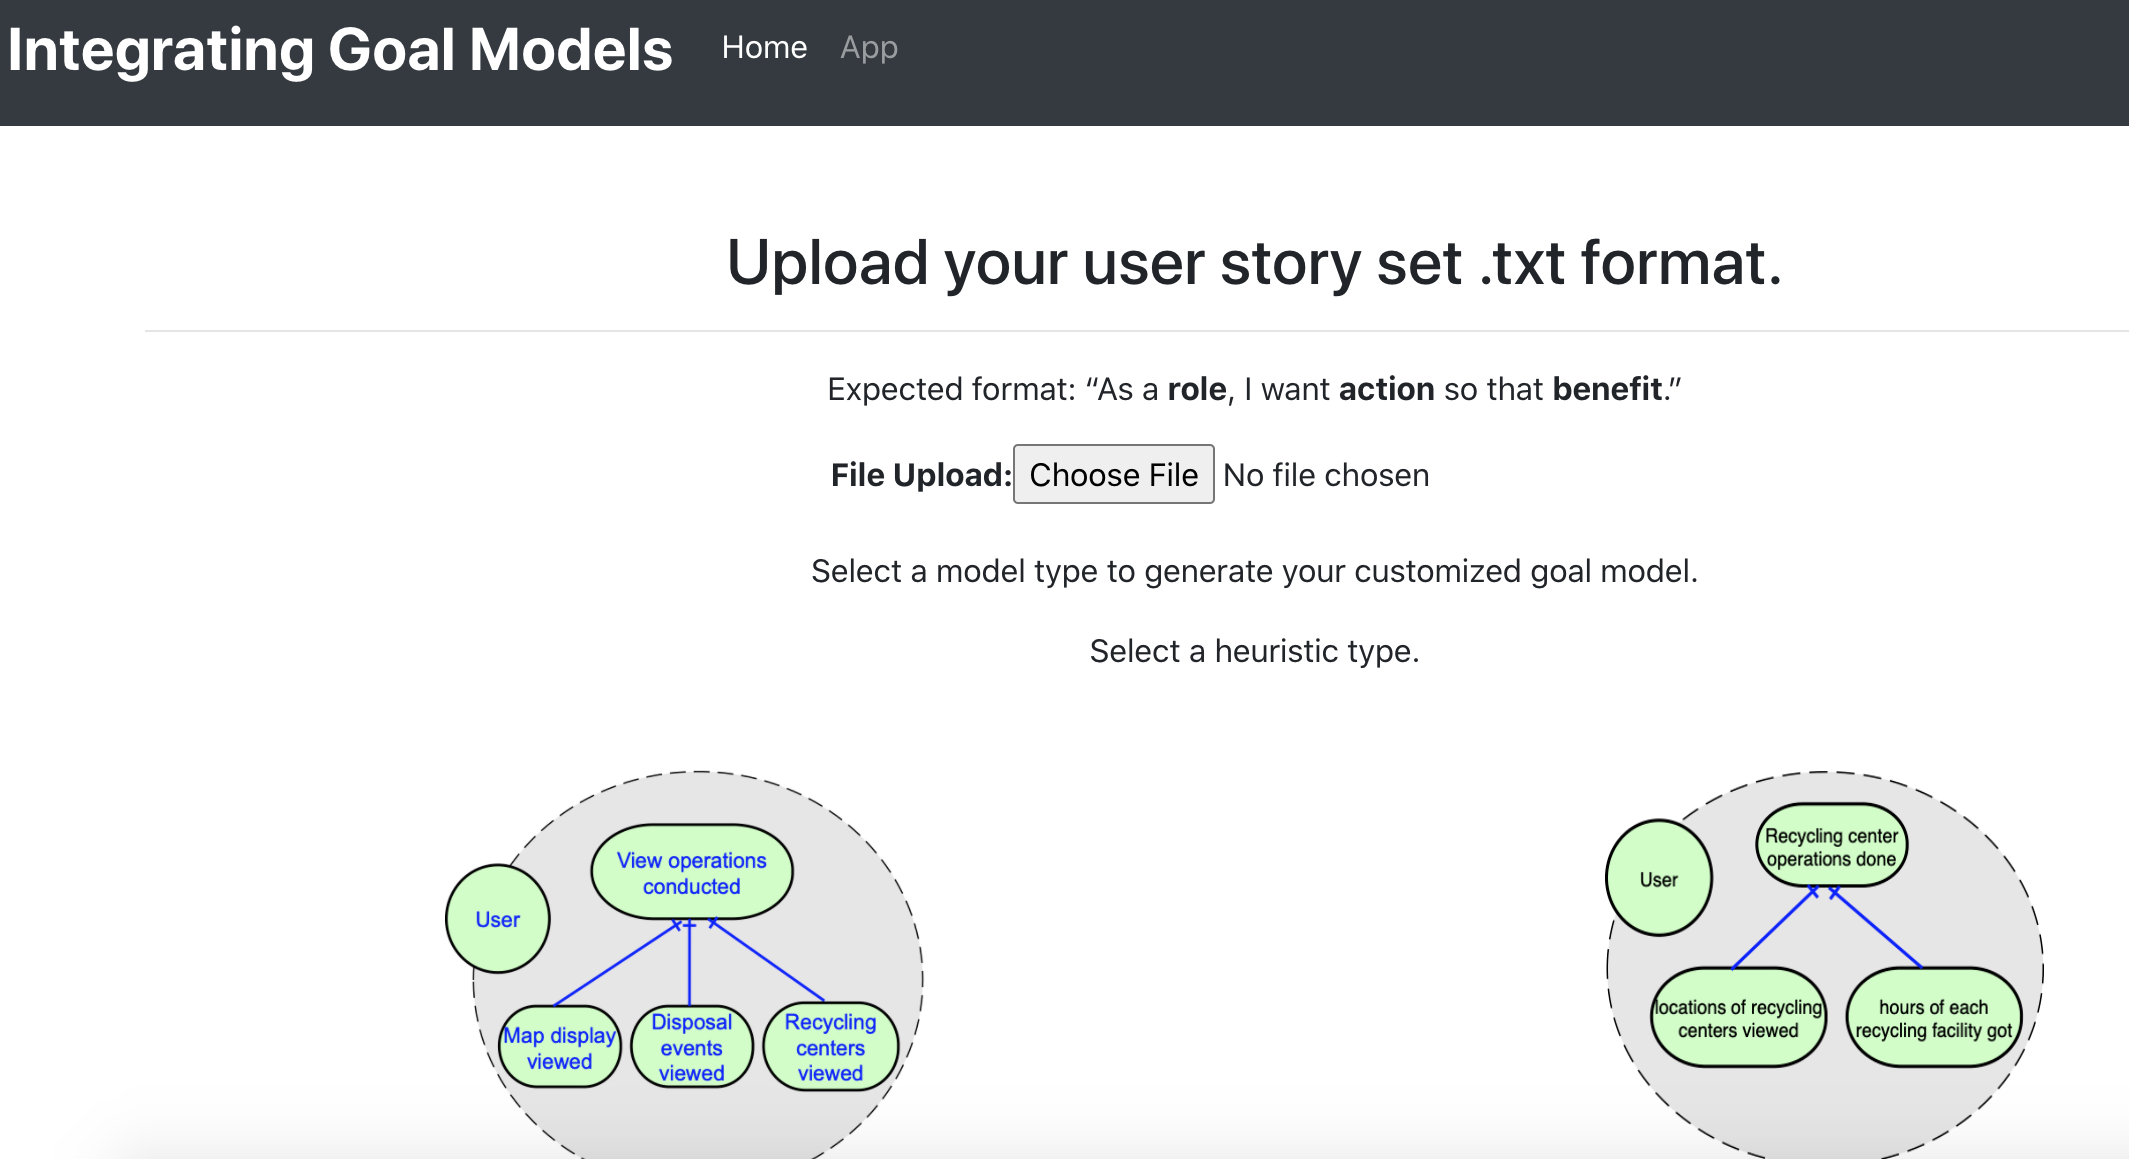 Integrating Goal Models
Home
App
Upload your user story set .txt format.
Expected format: “As a role, I want action so that benefit.”
File Upload: Choose File No file chosen
Select a model type to generate your customized goal model.
Select a heuristic type.
View operations
conducted
User
Map display
viewed
Disposal
events
viewed
Recycling
centers
viewed
Recycling center
operations done
User
locations of recycling
centers viewed
hours of each
recycling facility got